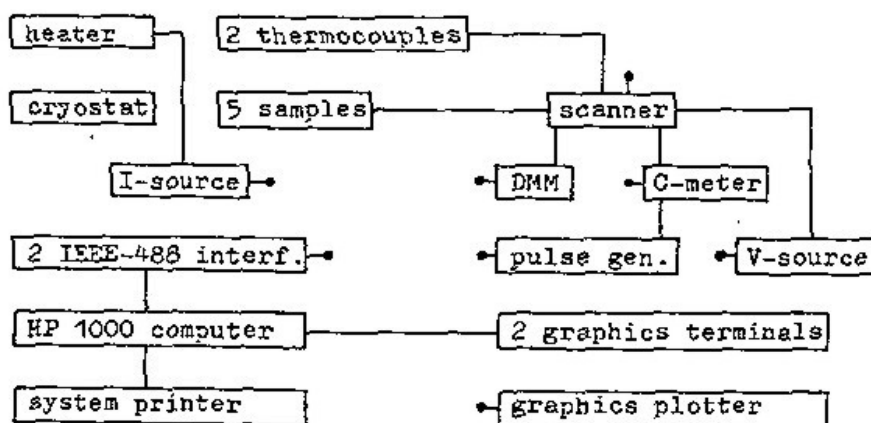 heater
2 thermocouples
cryostat
5 samples
scanner
I-source
DMM
C-meter
2 IEEE-488 interf.
pulse gen.
V-source
HP 1000 computer
2 graphics terminals
system printer
graphics plotter